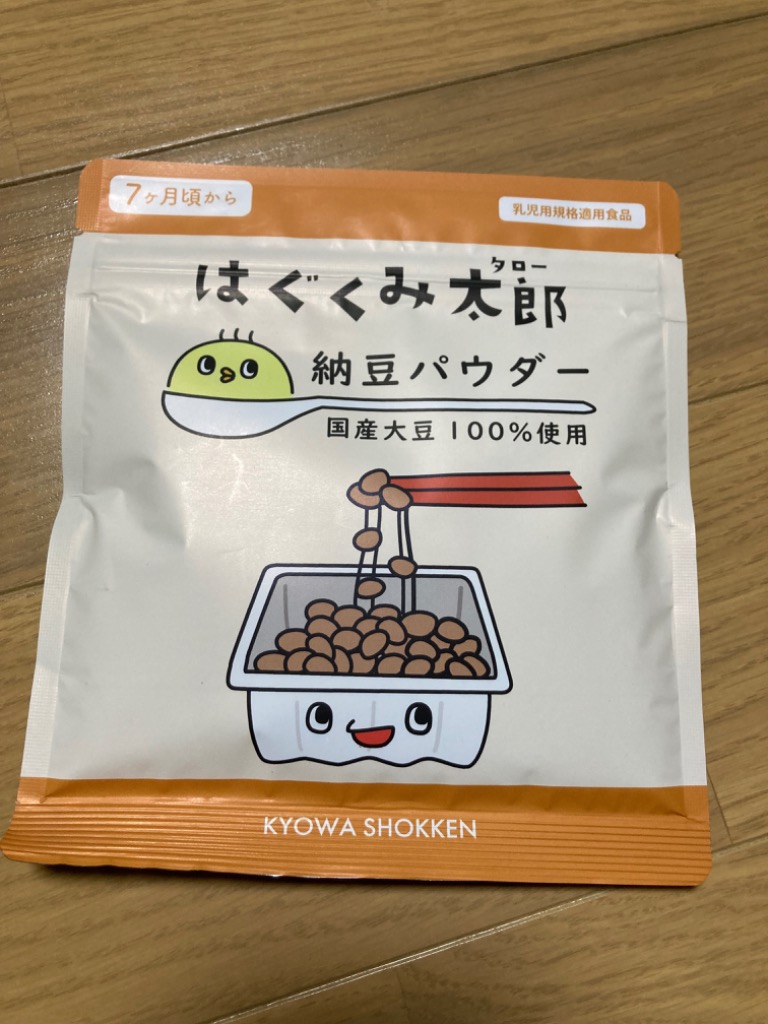 7ヶ月頃から
乳児用規格適用食品
タロー
はぐくみ太郎
納豆パウダー
国産大豆100%使用
KYOWA SHOKKEN